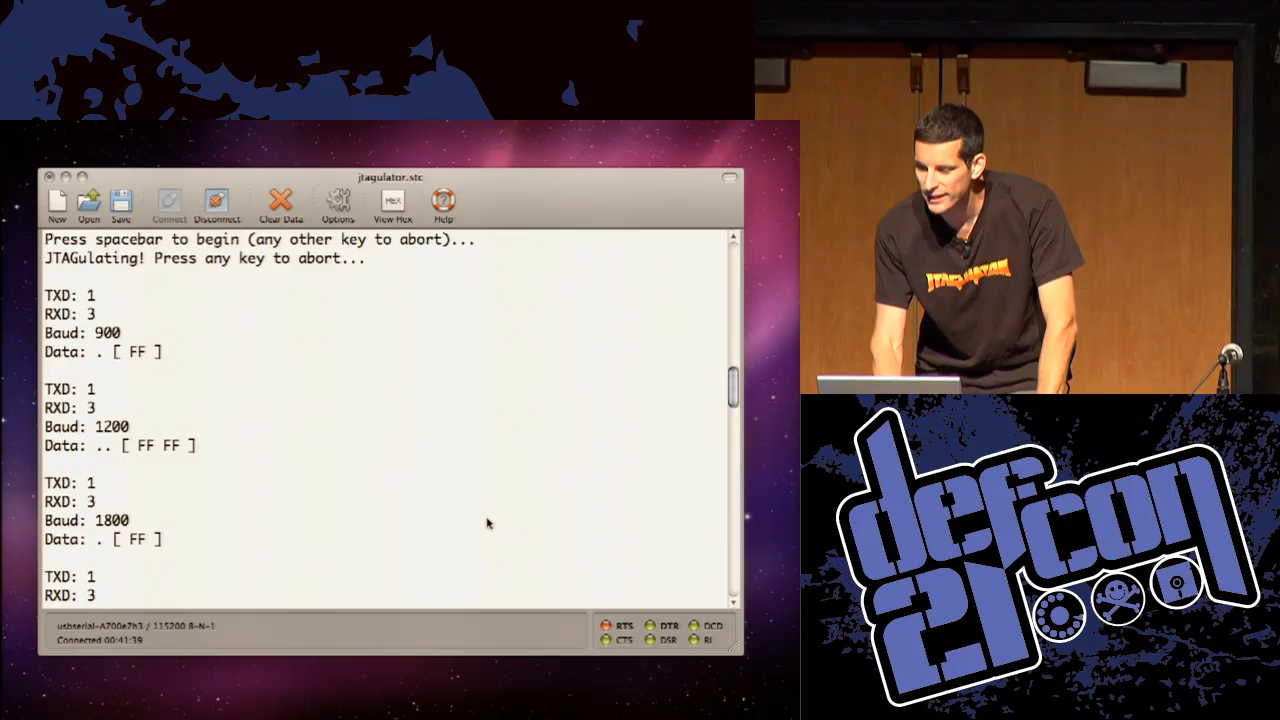 jtagulator.stc
New Open Save Connect Disconnect Clear Data Options View Hex Help
HEX
Press spacebar to begin (any other key to abort)...
JTAGulating! Press any key to abort...
TXD: 1
RXD: 3
Baud: 900
Data: . [ FF ]
TXD: 1
RXD: 3
Baud: 1200
Data: .. [ FF FF ]
TXD: 1
RXD: 3
Baud: 1800
Data: . [ FF ]
TXD: 1
RXD: 3
usbserial-A700e7h3 / 115200 8-N-1
Connected 00:41:39
RTS DTR DCD
CTS DSR RI
JTAGULATOR
defcon
21